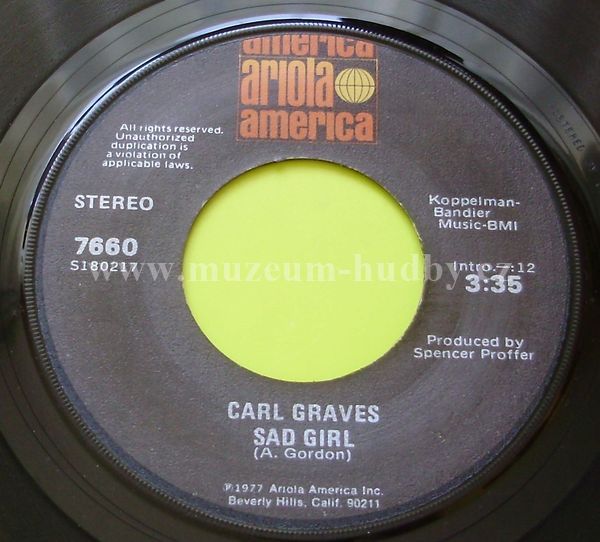 america
ariola
america
All rights reserved.
Unauthorized
duplication is
a violation of
applicable laws.
STEREO
7660
S180217
Koppelman-
Bandier
Music-BMI
Intro.
:12
3:35
Produced by
Spencer Proffer
www.muzeum-hudby.cz
CARL GRAVES
SAD GIRL
(A. Gordon)
℗1977 Ariola America Inc.
Beverly Hills, Calif. 90211
STEREO